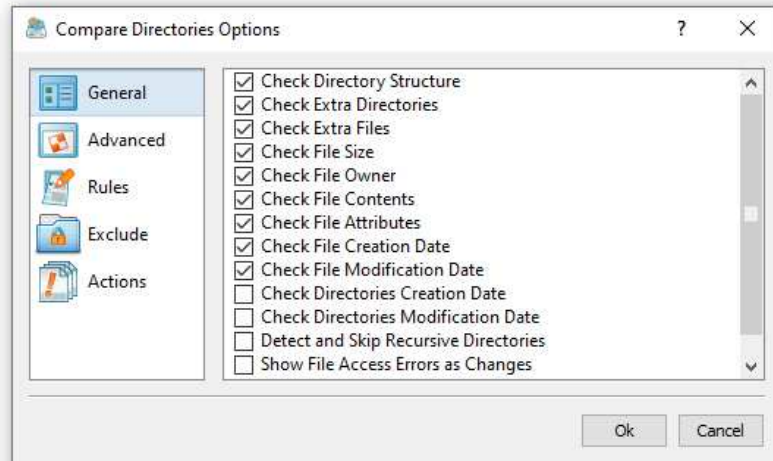 Compare Directories Options
?
General
Advanced
Rules
Exclude
Actions
Check Directory Structure
Check Extra Directories
Check Extra Files
Check File Size
Check File Owner
Check File Contents
Check File Attributes
Check File Creation Date
Check File Modification Date
Check Directories Creation Date
Check Directories Modification Date
Detect and Skip Recursive Directories
Show File Access Errors as Changes
Ok
Cancel